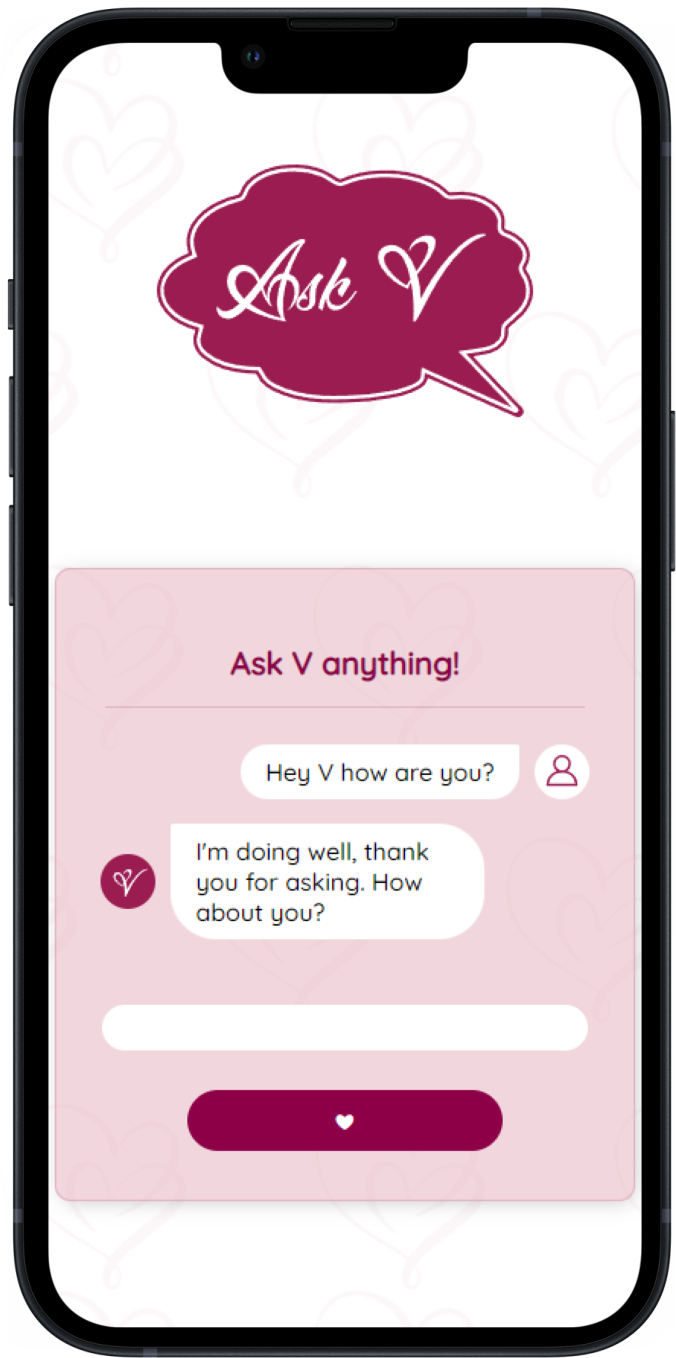 Ask V
Ask V anything!
Hey V how are you?
I'm doing well, thank
you for asking. How
about you?
V